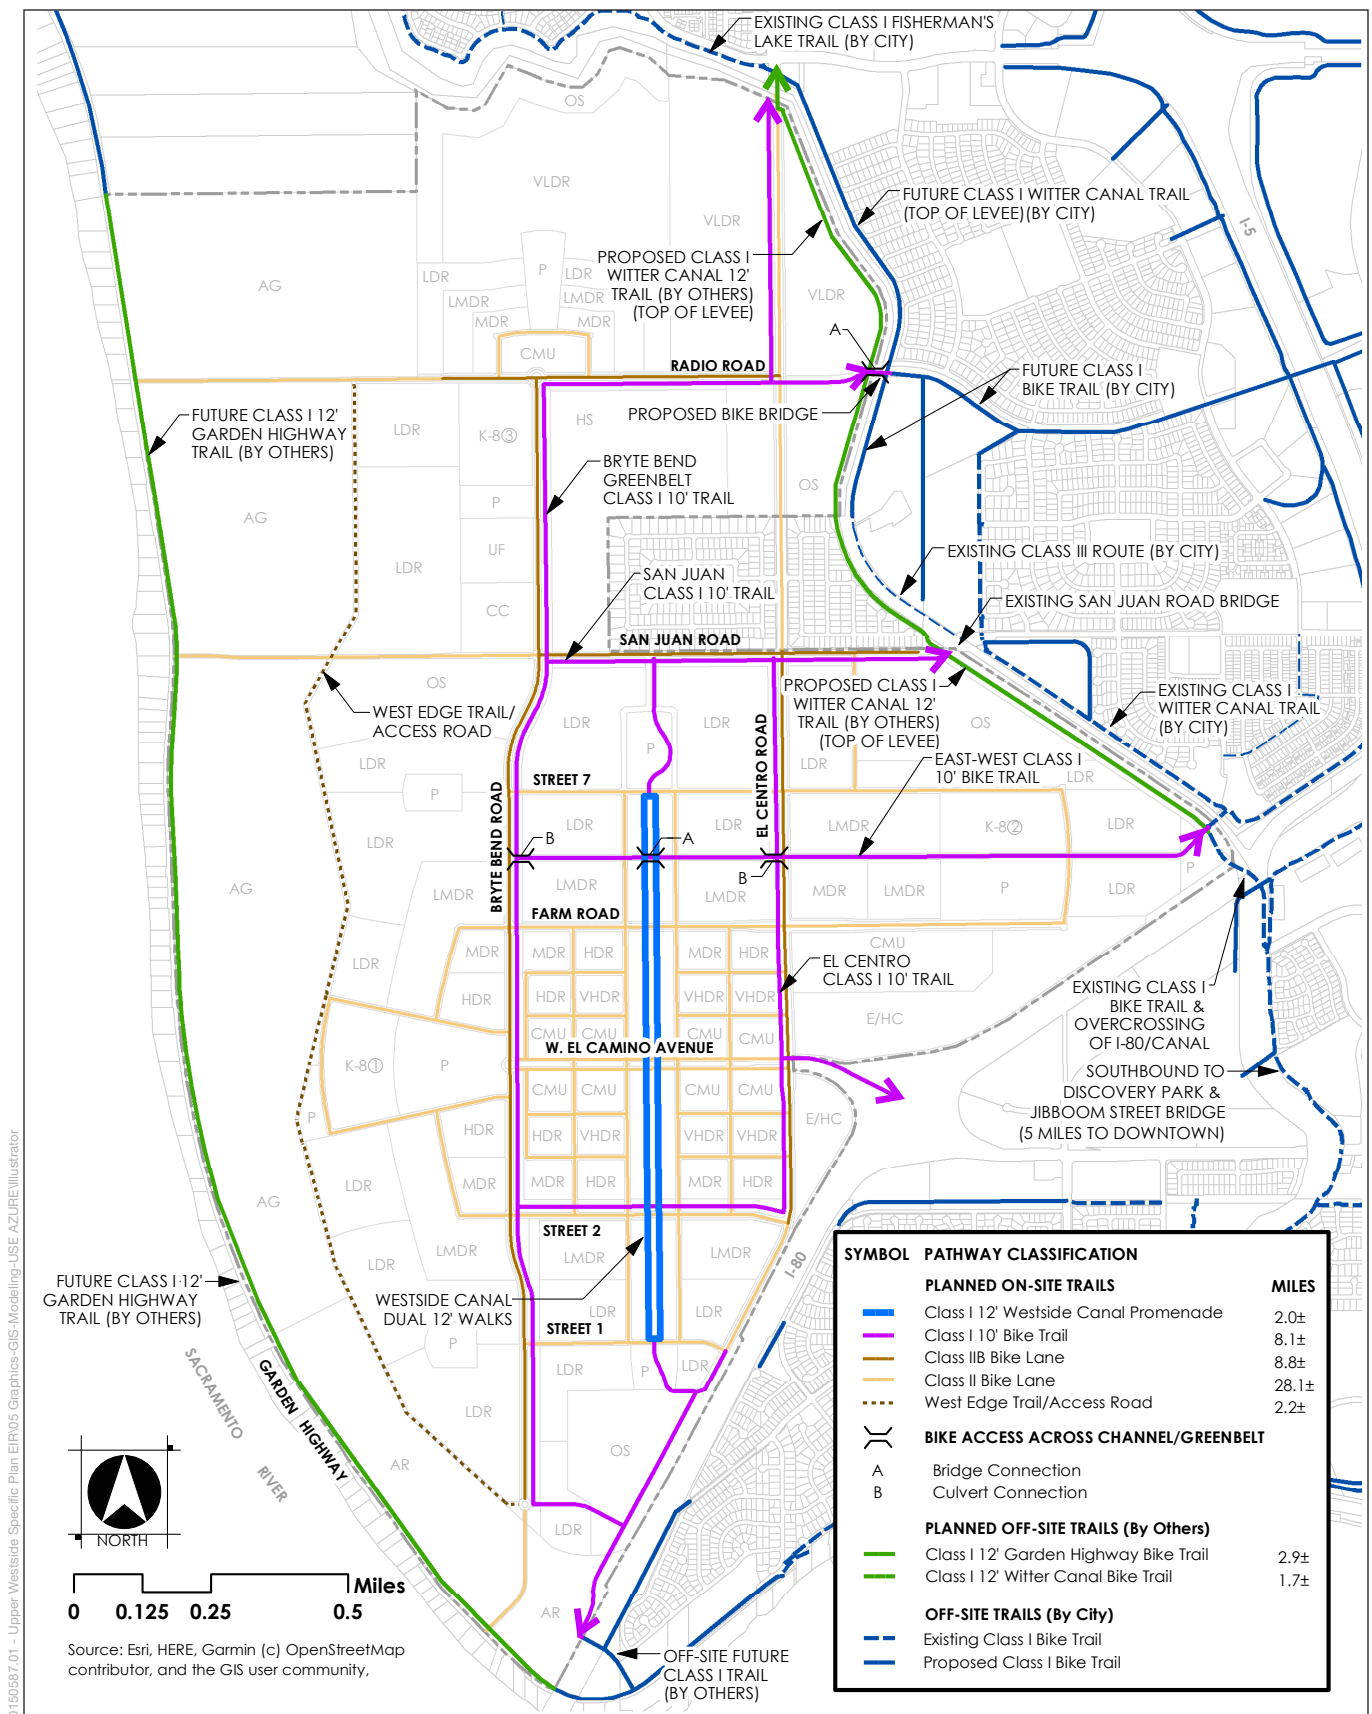 EXISTING CLASS I FISHERMAN'S
LAKE TRAIL (BY CITY)
OS
VLDR
VLDR
FUTURE CLASS I WITTER CANAL TRAIL
(TOP OF LEVEE)(BY CITY)
I-5
PROPOSED CLASS I
WITTER CANAL 12'
TRAIL (BY OTHERS)
(TOP OF LEVEE)
AG
LDR
P
LDR
LMDR
LMDR
MDR
MDR
VLDR
A
CMU
RADIO ROAD
FUTURE CLASS I
BIKE TRAIL (BY CITY)
PROPOSED BIKE BRIDGE
FUTURE CLASS I 12'
GARDEN HIGHWAY
TRAIL (BY OTHERS)
LDR
K-8③
HS
BRYTE BEND
GREENBELT
CLASS I 10' TRAIL
P
OS
AG
UF
LDR
EXISTING CLASS III ROUTE (BY CITY)
SAN JUAN
CLASS I 10' TRAIL
CC
EXISTING SAN JUAN ROAD BRIDGE
SAN JUAN ROAD
OS
WEST EDGE TRAIL/
ACCESS ROAD
PROPOSED CLASS I
WITTER CANAL 12'
TRAIL (BY OTHERS)
(TOP OF LEVEE)
EXISTING CLASS I
WITTER CANAL TRAIL
(BY CITY)
LDR
LDR
OS
P
EL CENTRO ROAD
LDR
LDR
EAST-WEST CLASS I
10' BIKE TRAIL
LDR
STREET 7
P
BRYTE BEND ROAD
B
LDR
A
LDR
LMDR
K-8②
LDR
LDR
B
P
AG
LMDR
LMDR
LMDR
MDR
LMDR
P
LDR
FARM ROAD
LDR
MDR
MDR
HDR
MDR
HDR
CMU
EL CENTRO
CLASS I 10' TRAIL
HDR
HDR
VHDR
VHDR
VHDR
EXISTING CLASS I
BIKE TRAIL &
OVERCROSSING
OF I-80/CANAL
E/HC
CMU
CMU
CMU
CMU
W. EL CAMINO AVENUE
K-8①
P
SOUTHBOUND TO
DISCOVERY PARK &
JIBBOOM STREET BRIDGE
(5 MILES TO DOWNTOWN)
CMU
CMU
CMU
CMU
P
HDR
HDR
VHDR
VHDR
VHDR
E/HC
LDR
MDR
MDR
HDR
MDR
HDR
AG
STREET 2
LDR
LMDR
LMDR
LMDR
I-80
FUTURE CLASS I 12'
GARDEN HIGHWAY
TRAIL (BY OTHERS)
WESTSIDE CANAL
DUAL 12' WALKS
LDR
LDR
STREET 1
P
LDR
P
LDR
SACRAMENTO
RIVER
GARDEN HIGHWAY
LDR
OS
AR
LDR
AR
OFF-SITE FUTURE
CLASS I TRAIL
(BY OTHERS)
NORTH
Miles
0 0.125 0.25 0.5
Source: Esri, HERE, Garmin (c) OpenStreetMap
contributor, and the GIS user community,
SYMBOL PATHWAY CLASSIFICATION
PLANNED ON-SITE TRAILS MILES
Class I 12' Westside Canal Promenade 2.0±
Class I 10' Bike Trail 8.1±
Class IIB Bike Lane 8.8±
Class II Bike Lane 28.1±
West Edge Trail/Access Road 2.2±
BIKE ACCESS ACROSS CHANNEL/GREENBELT
A Bridge Connection
B Culvert Connection
PLANNED OFF-SITE TRAILS (By Others)
Class I 12' Garden Highway Bike Trail 2.9±
Class I 12' Witter Canal Bike Trail 1.7±
OFF-SITE TRAILS (By City)
Existing Class I Bike Trail
Proposed Class I Bike Trail
0150587.01 - Upper Westside Specific Plan EIR\05 Graphics-GIS-Modeling-USE AZURE\Illustrator